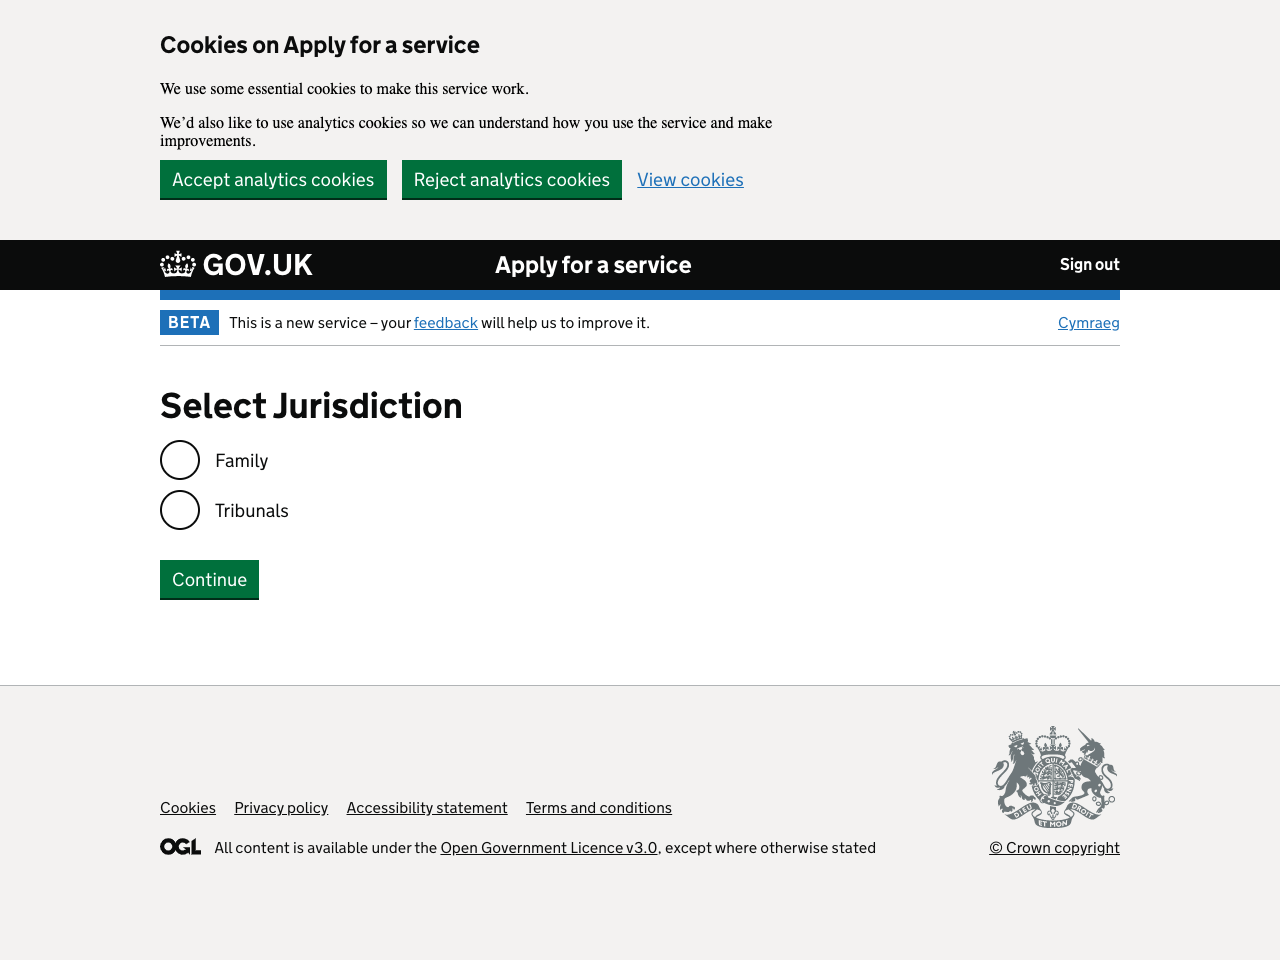 Cookies on Apply for a service
We use some essential cookies to make this service work.
We’d also like to use analytics cookies so we can understand how you use the service and make
improvements.
Accept analytics cookies Reject analytics cookies View cookies
GOV.UK Apply for a service Sign out
BETA This is a new service – your feedback will help us to improve it. Cymraeg
Select Jurisdiction
Family
Tribunals
Continue
Cookies Privacy policy Accessibility statement Terms and conditions
OGL All content is available under the Open Government Licence v3.0, except where otherwise stated © Crown copyright